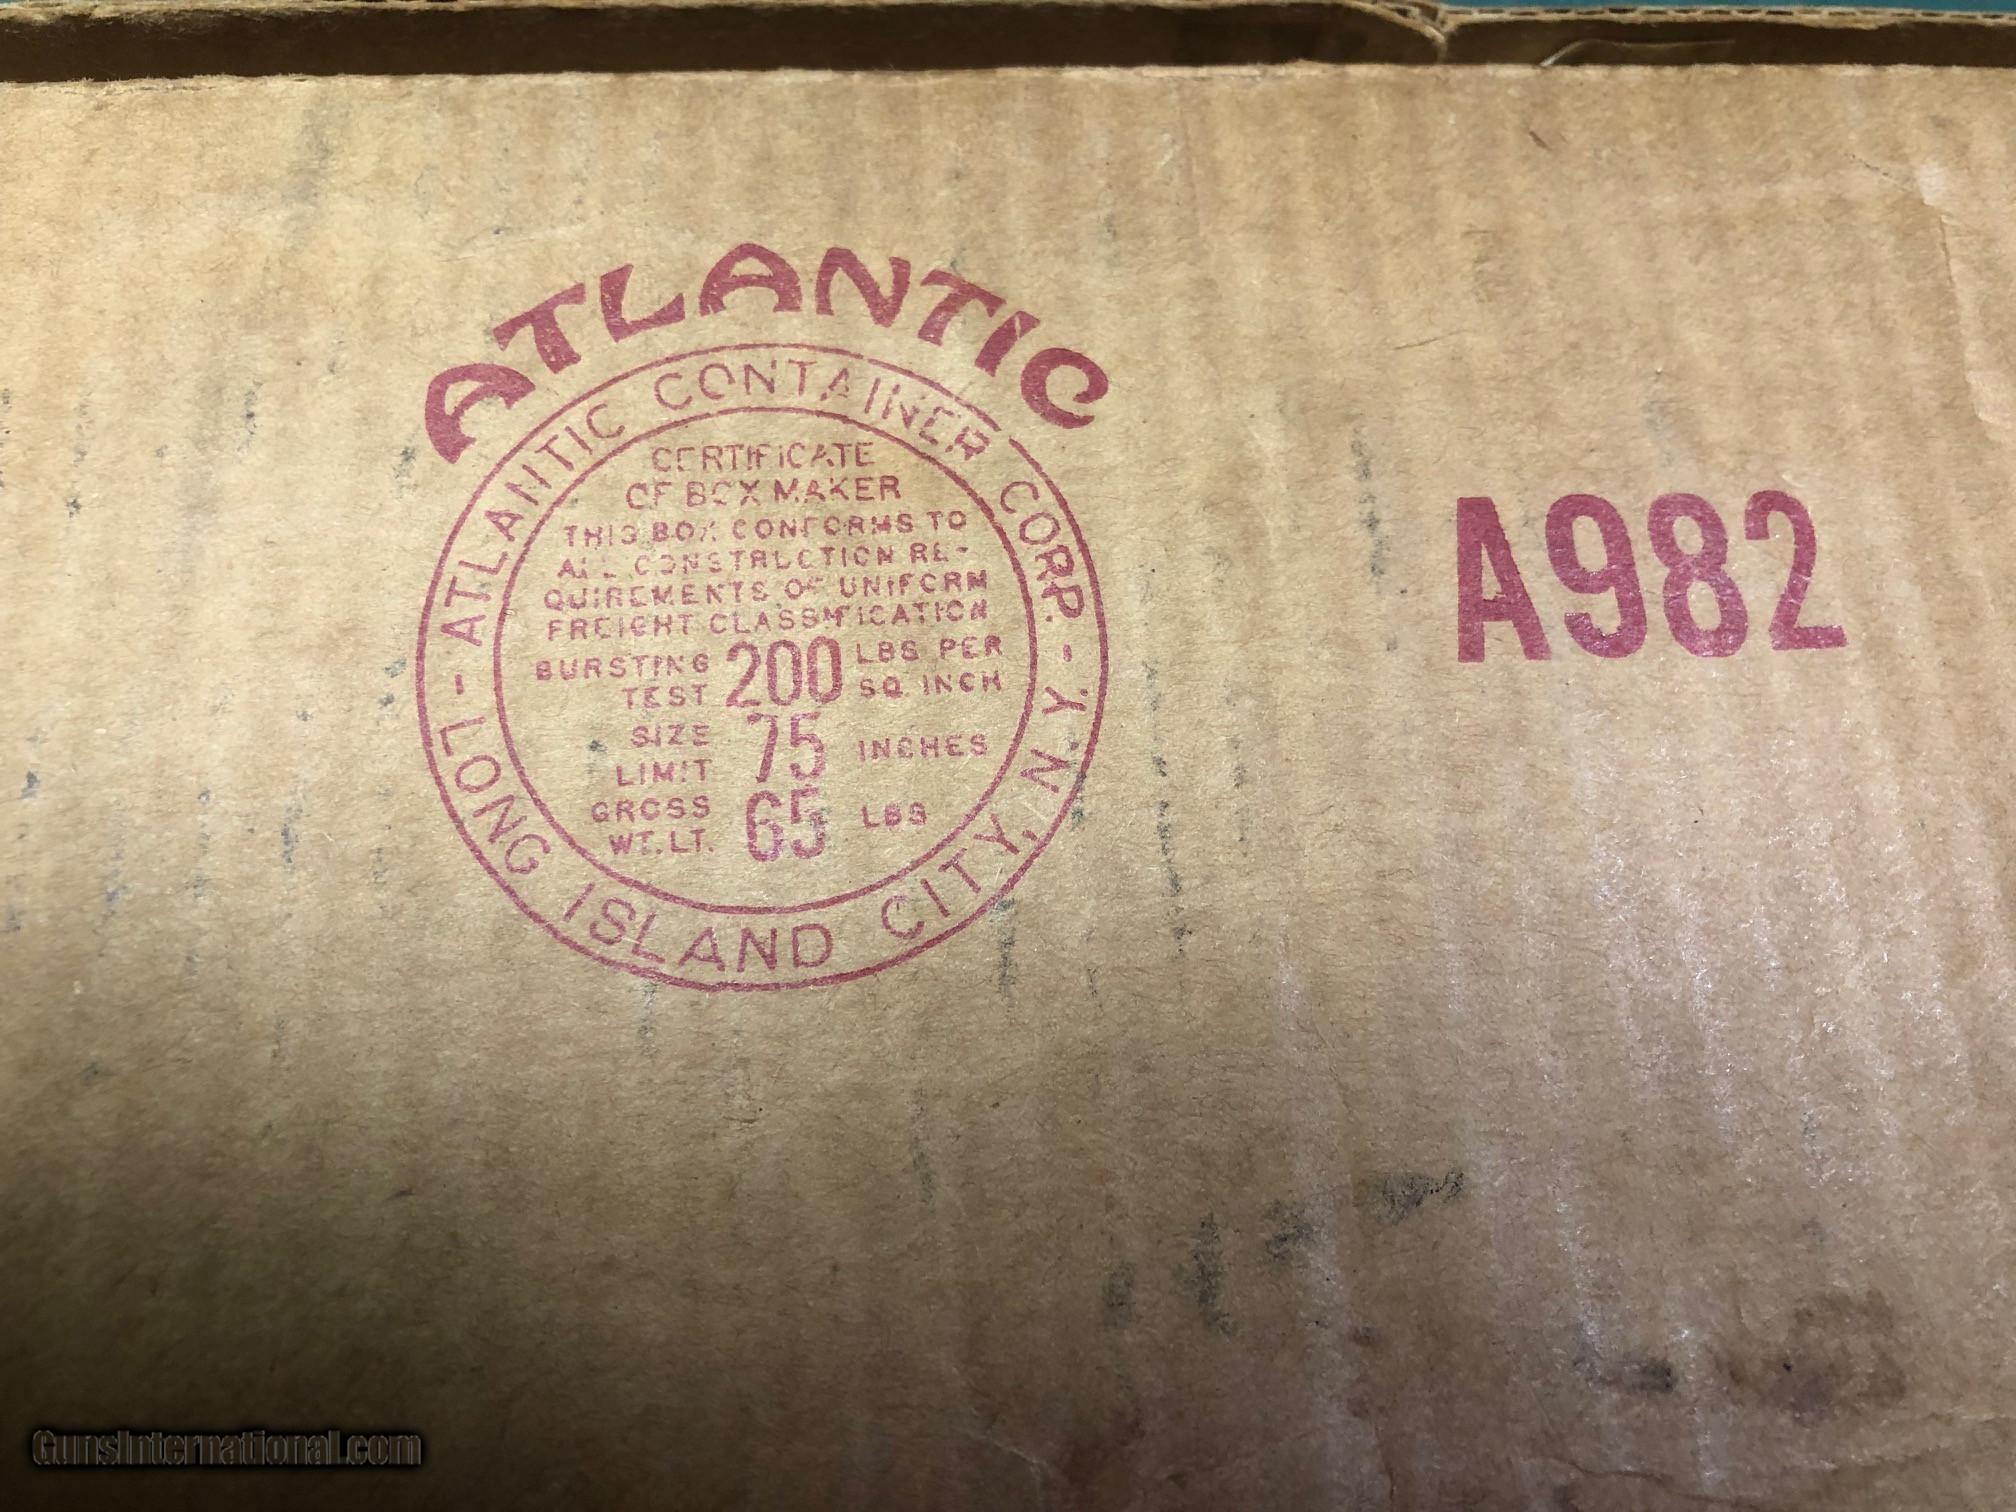 ATLANTIC
ATLANTIC CONTAINER CORP. -
LONG ISLAND CITY, N.Y. -
CERTIFICATE
OF BOX MAKER
THIS BOX CONFORMS TO
ALL CONSTRUCTION RE-
QUIREMENTS OF UNIFORM
FREIGHT CLASSIFICATION
BURSTING TEST 200 LBS PER SQ. INCH
SIZE LIMIT 75 INCHES
GROSS WT. LT. 65 LBS
A982
GunsInternational.com